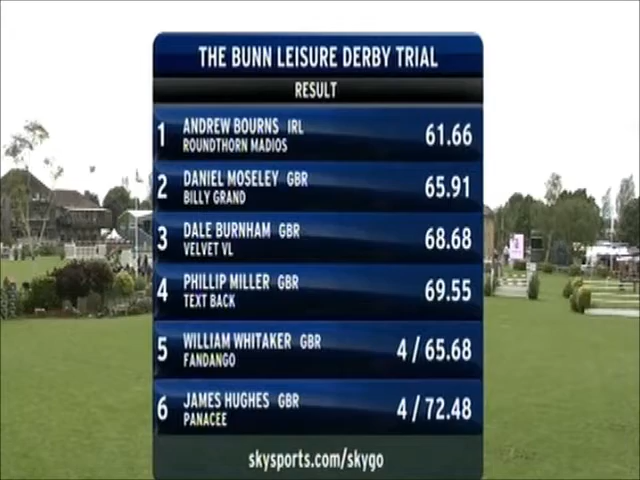 THE BUNN LEISURE DERBY TRIAL
RESULT
1 ANDREW BOURNS IRL 61.66
ROUNDTHORN MADIOS
2 DANIEL MOSELEY GBR 65.91
BILLY GRAND
3 DALE BURNHAM GBR 68.68
VELVET VL
4 PHILLIP MILLER GBR 69.55
TEXT BACK
5 WILLIAM WHITAKER GBR 4 / 65.68
FANDANGO
6 JAMES HUGHES GBR 4 / 72.48
PANACEE
skysports.com/skygo